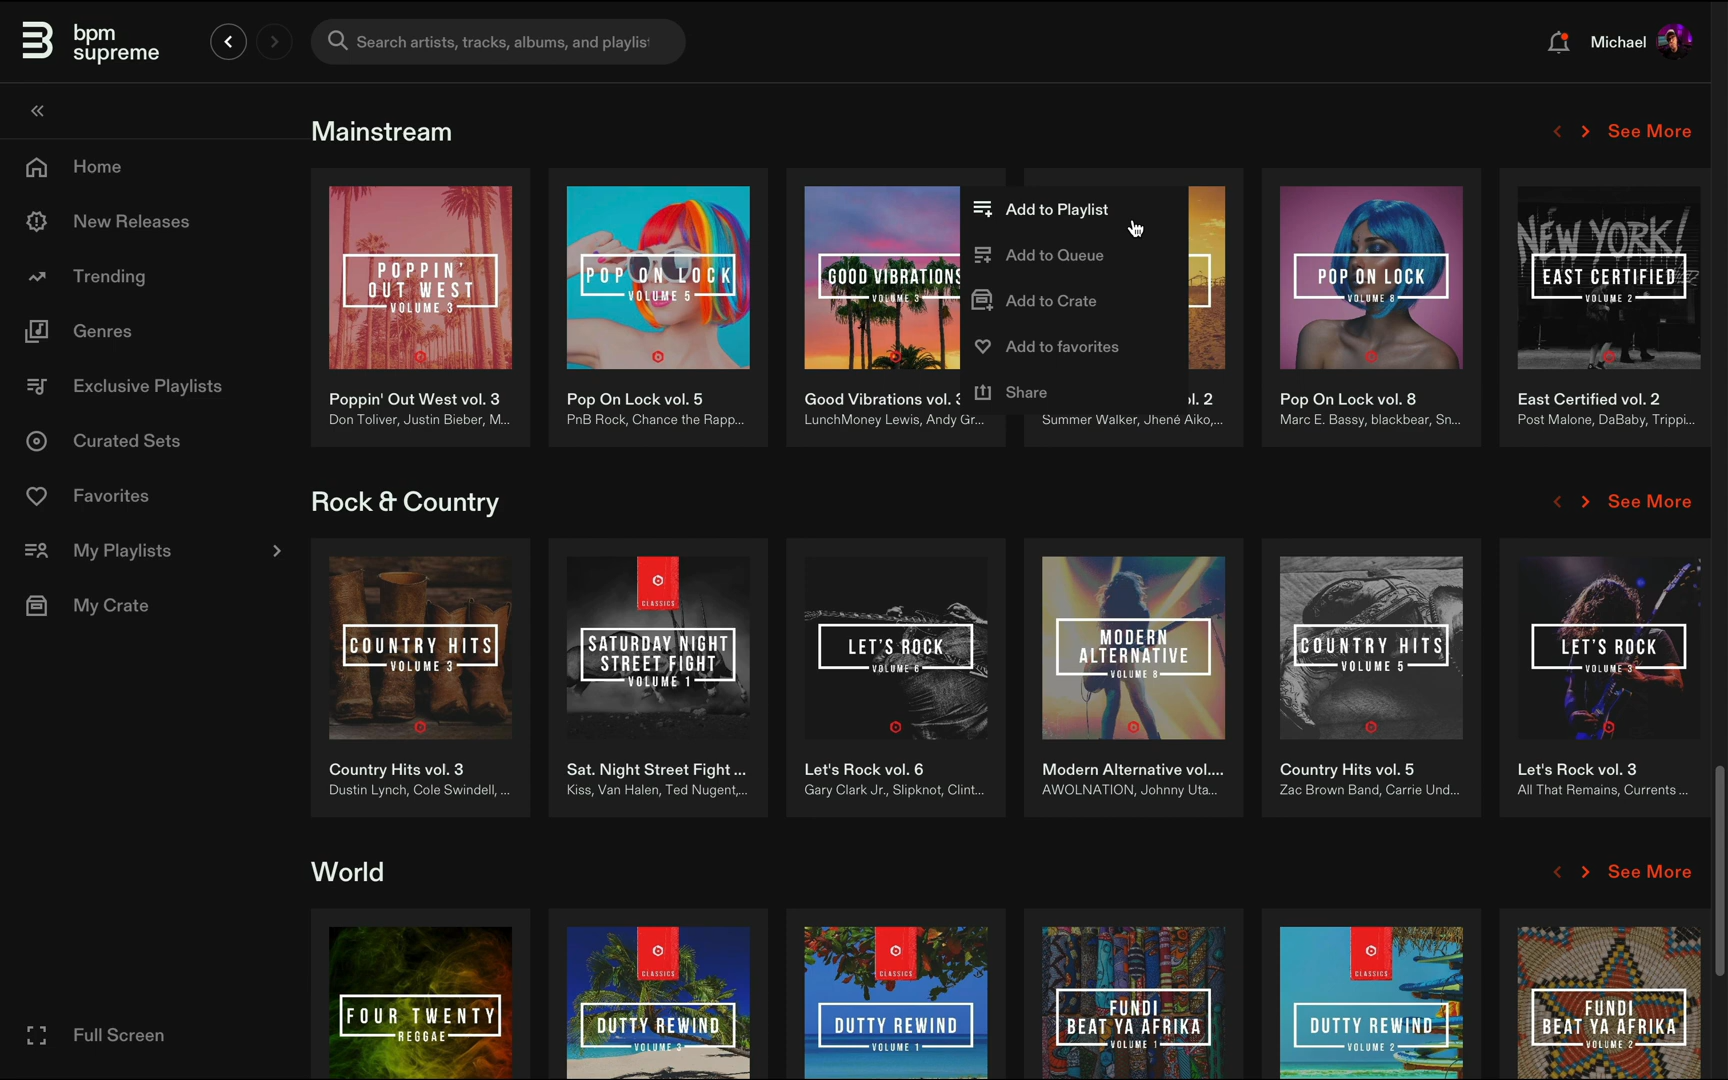 bpm
supreme
Search artists, tracks, albums, and playlis
Michael
Home
New Releases
Trending
Genres
Exclusive Playlists
Curated Sets
Favorites
My Playlists
My Crate
Full Screen
Mainstream
See More
POPPIN'
OUT WEST
VOLUME 3
Poppin' Out West vol. 3
Don Toliver, Justin Bieber, M...
POP ON LOCK
VOLUME 5
Pop On Lock vol. 5
PnB Rock, Chance the Rapp...
GOOD VIBRATIONS
VOLUME 3
Good Vibrations vol. 3
LunchMoney Lewis, Andy Gr...
Add to Playlist
Add to Queue
Add to Crate
Add to favorites
Share
l. 2
Summer Walker, Jhené Aiko,...
POP ON LOCK
VOLUME 8
Pop On Lock vol. 8
Marc E. Bassy, blackbear, Sn...
NEW YORK!
EAST CERTIFIED
VOLUME 2
East Certified vol. 2
Post Malone, DaBaby, Trippi...
Rock & Country
See More
COUNTRY HITS
VOLUME 3
Country Hits vol. 3
Dustin Lynch, Cole Swindell, ...
CLASSICS
SATURDAY NIGHT
STREET FIGHT
VOLUME 1
Sat. Night Street Fight ...
Kiss, Van Halen, Ted Nugent,...
LET'S ROCK
VOLUME 6
Let's Rock vol. 6
Gary Clark Jr., Slipknot, Clint...
MODERN
ALTERNATIVE
VOLUME 8
Modern Alternative vol....
AWOLNATION, Johnny Uta...
COUNTRY HITS
VOLUME 5
Country Hits vol. 5
Zac Brown Band, Carrie Und...
LET'S ROCK
VOLUME 3
Let's Rock vol. 3
All That Remains, Currents ...
World
See More
FOUR TWENTY
REGGAE
CLASSICS
DUTTY REWIND
VOLUME 3
CLASSICS
DUTTY REWIND
VOLUME 1
FUNDI
BEAT YA AFRIKA
VOLUME 1
CLASSICS
DUTTY REWIND
VOLUME 2
FUNDI
BEAT YA AFRIKA
VOLUME 2